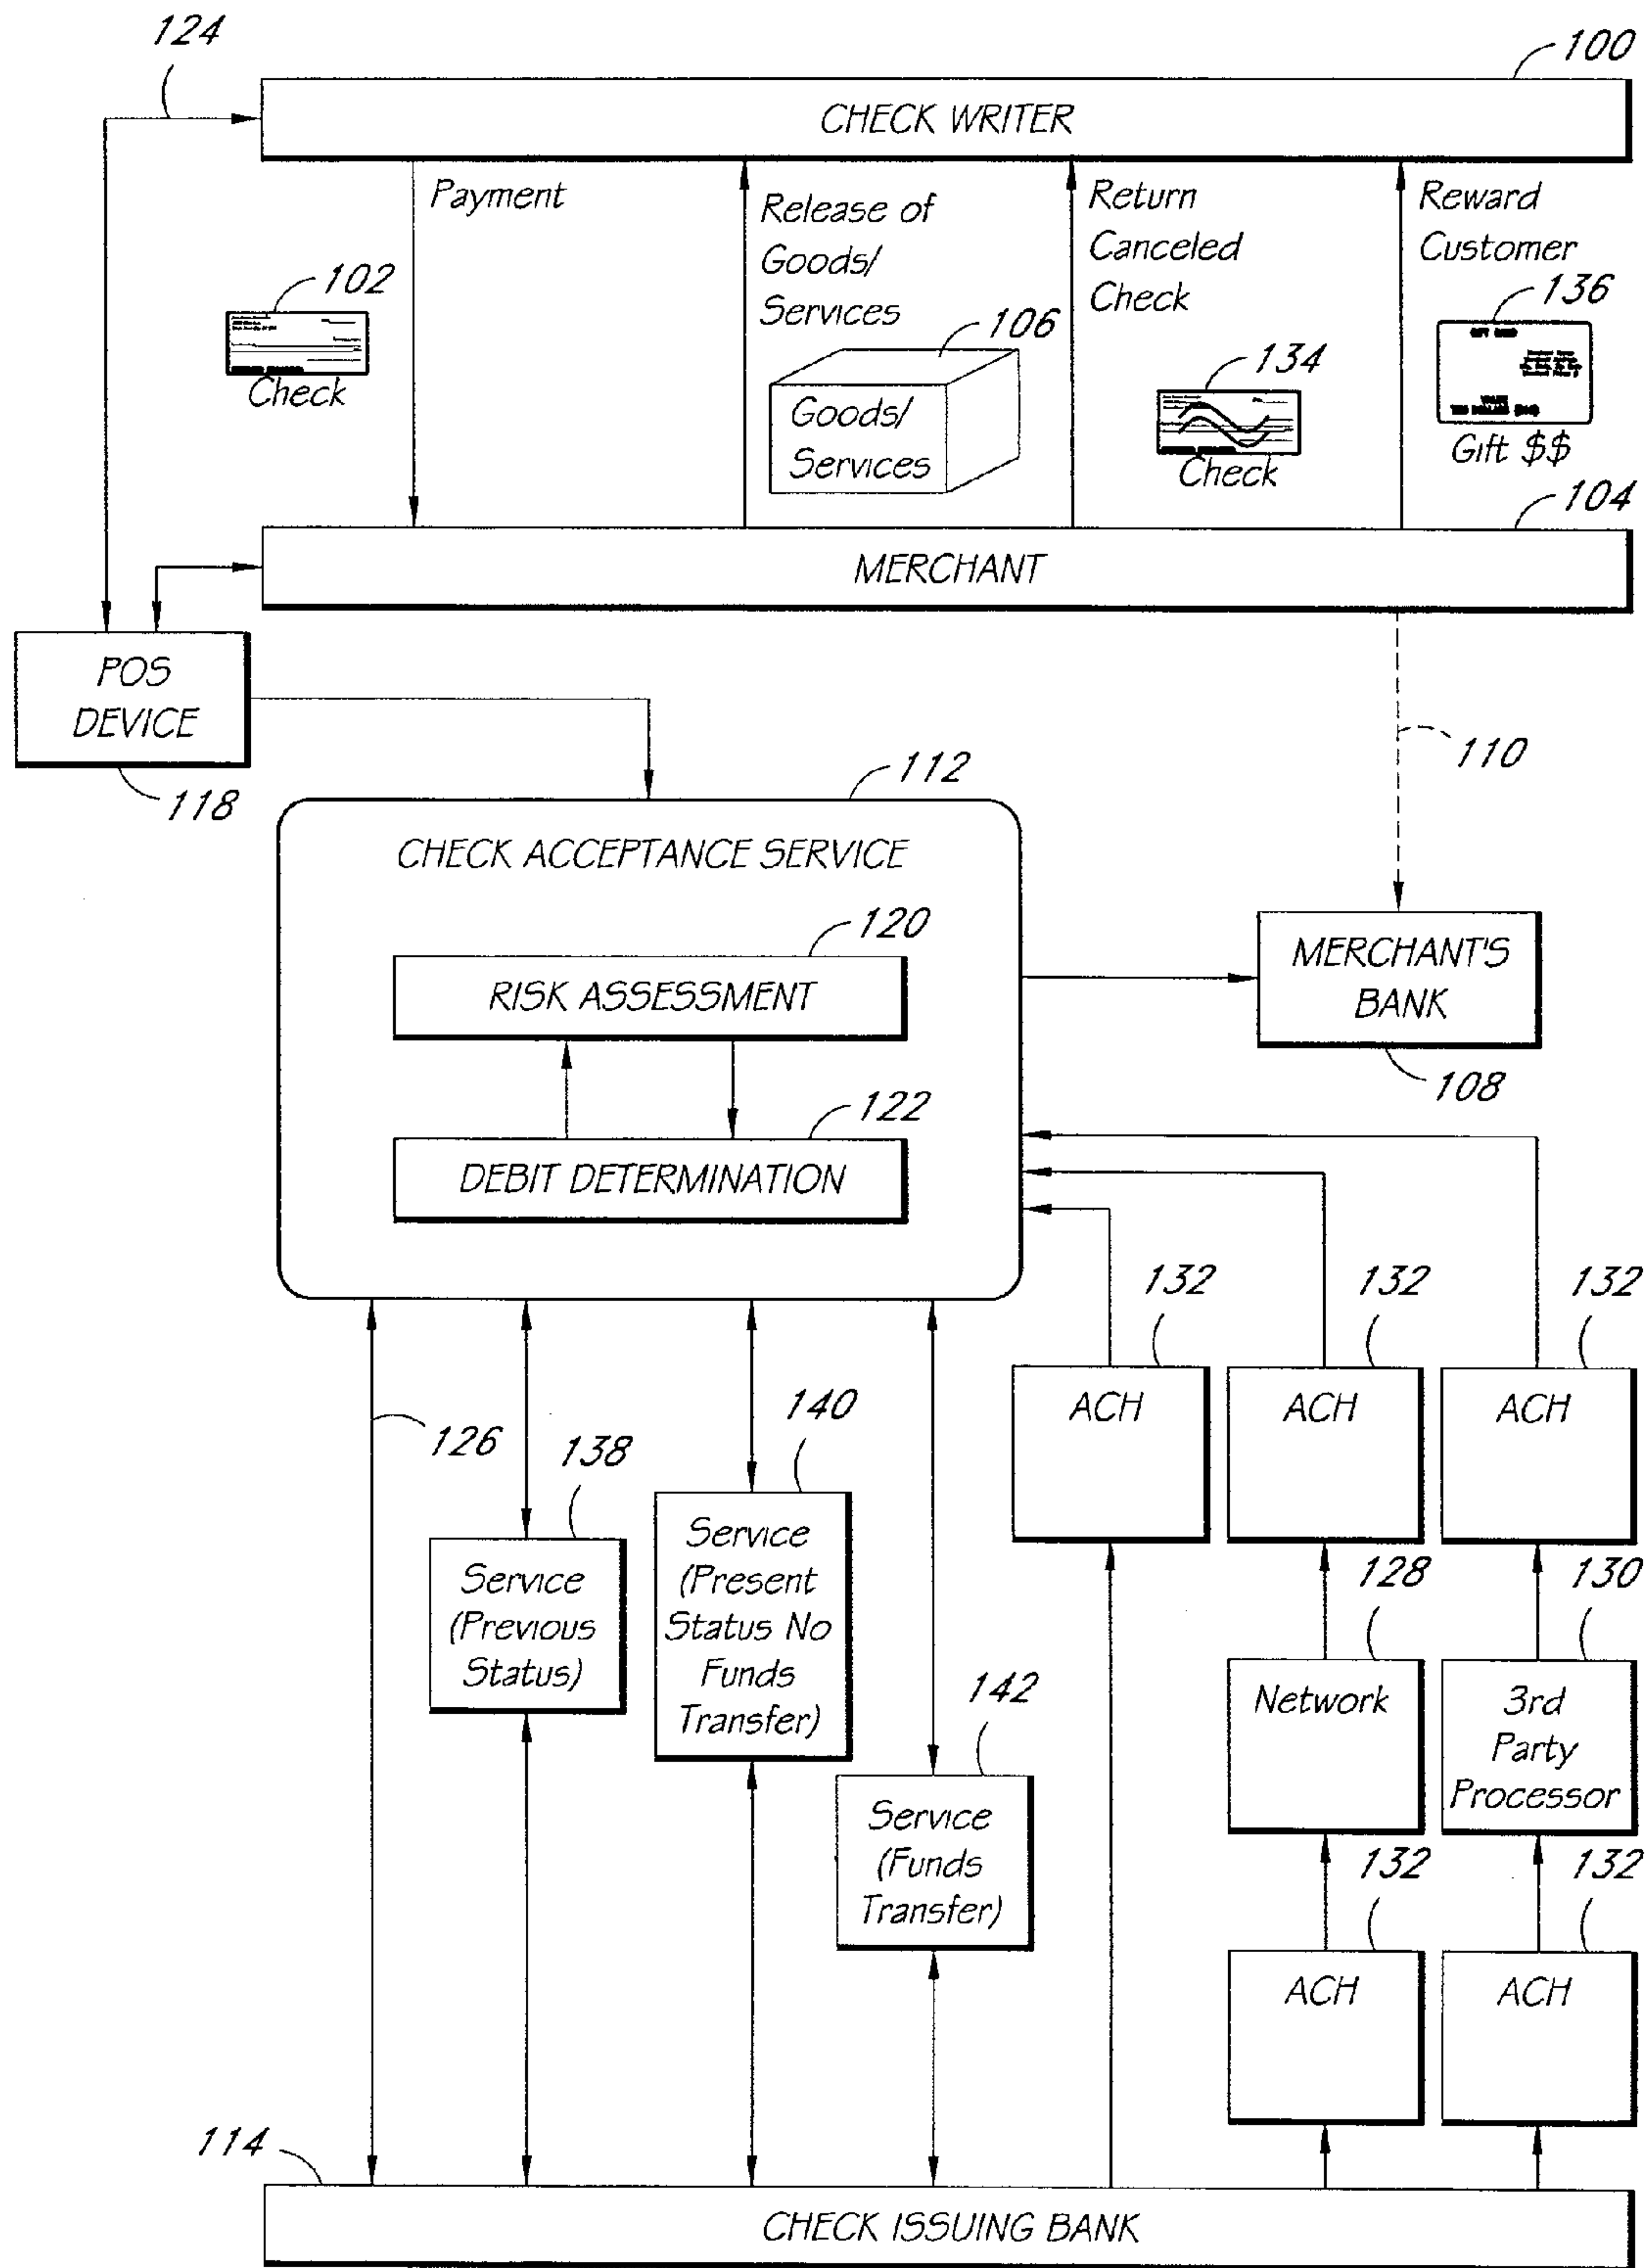 124
100
CHECK WRITER
Payment
Release of
Goods/
Services
Return
Canceled
Check
Reward
Customer
102
Check
106
Goods/
Services
134
Check
136
Gift $$
104
MERCHANT
POS
DEVICE
118
110
112
CHECK ACCEPTANCE SERVICE
120
RISK ASSESSMENT
122
DEBIT DETERMINATION
MERCHANT'S
BANK
108
132
ACH
132
ACH
132
ACH
126
138
Service
(Previous
Status)
140
Service
(Present
Status No
Funds
Transfer)
142
Service
(Funds
Transfer)
128
Network
130
3rd
Party
Processor
132
ACH
132
ACH
114
CHECK ISSUING BANK